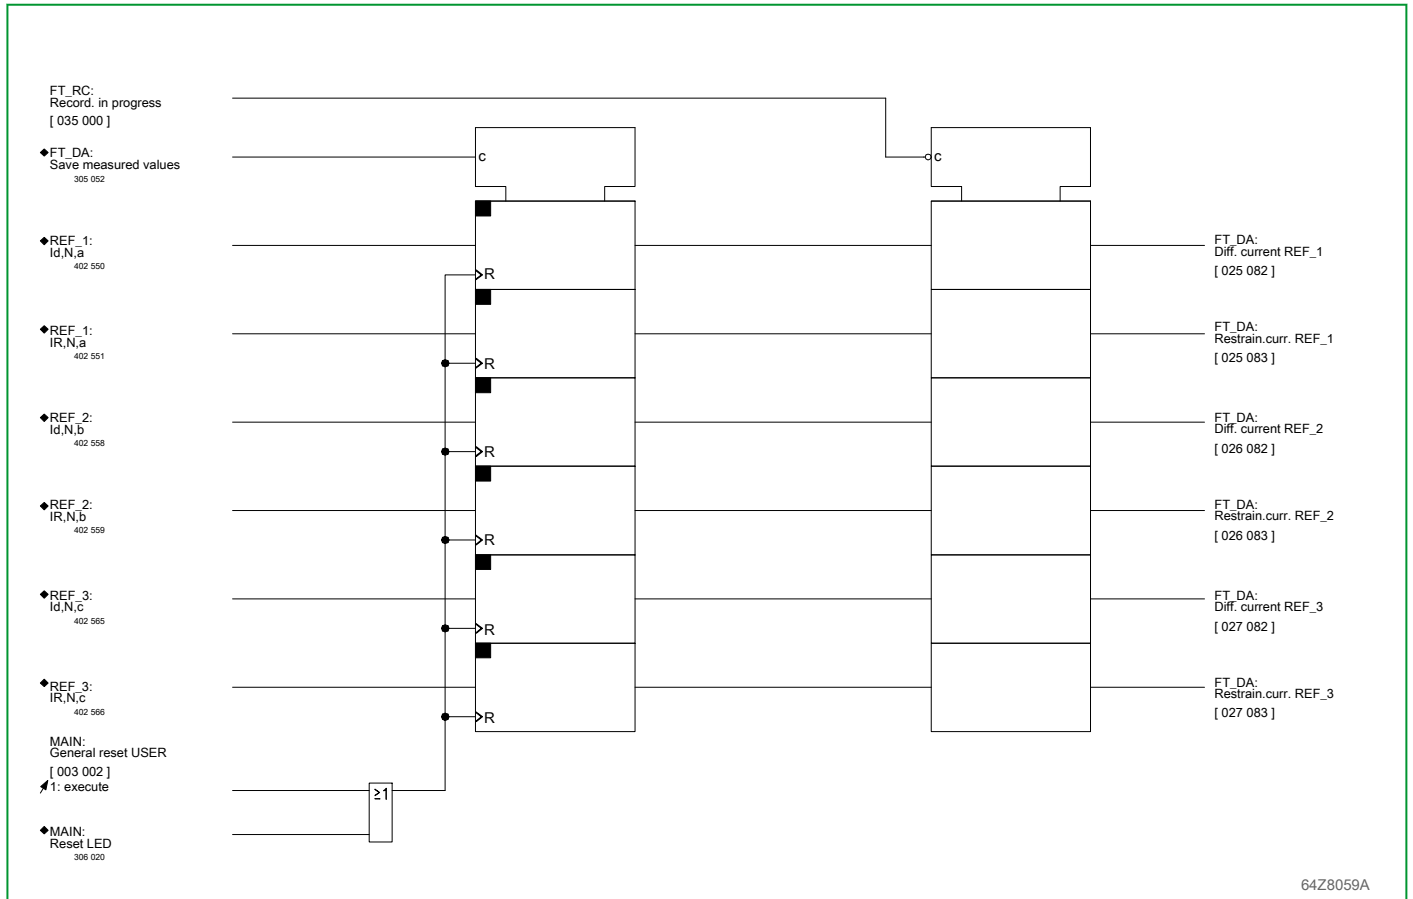 FT_RC:
Record. in progress
[ 035 000 ]
FT_DA:
Save measured values
305 052
c
c
REF_1:
Id,N,a
402 550
R
FT_DA:
Diff. current REF_1
[ 025 082 ]
REF_1:
IR,N,a
402 551
R
FT_DA:
Restrain.curr. REF_1
[ 025 083 ]
REF_2:
Id,N,b
402 558
R
FT_DA:
Diff. current REF_2
[ 026 082 ]
REF_2:
IR,N,b
402 559
R
FT_DA:
Restrain.curr. REF_2
[ 026 083 ]
REF_3:
Id,N,c
402 565
R
FT_DA:
Diff. current REF_3
[ 027 082 ]
REF_3:
IR,N,c
402 566
R
FT_DA:
Restrain.curr. REF_3
[ 027 083 ]
MAIN:
General reset USER
[ 003 002 ]
1: execute
≥1
MAIN:
Reset LED
306 020
64Z8059A